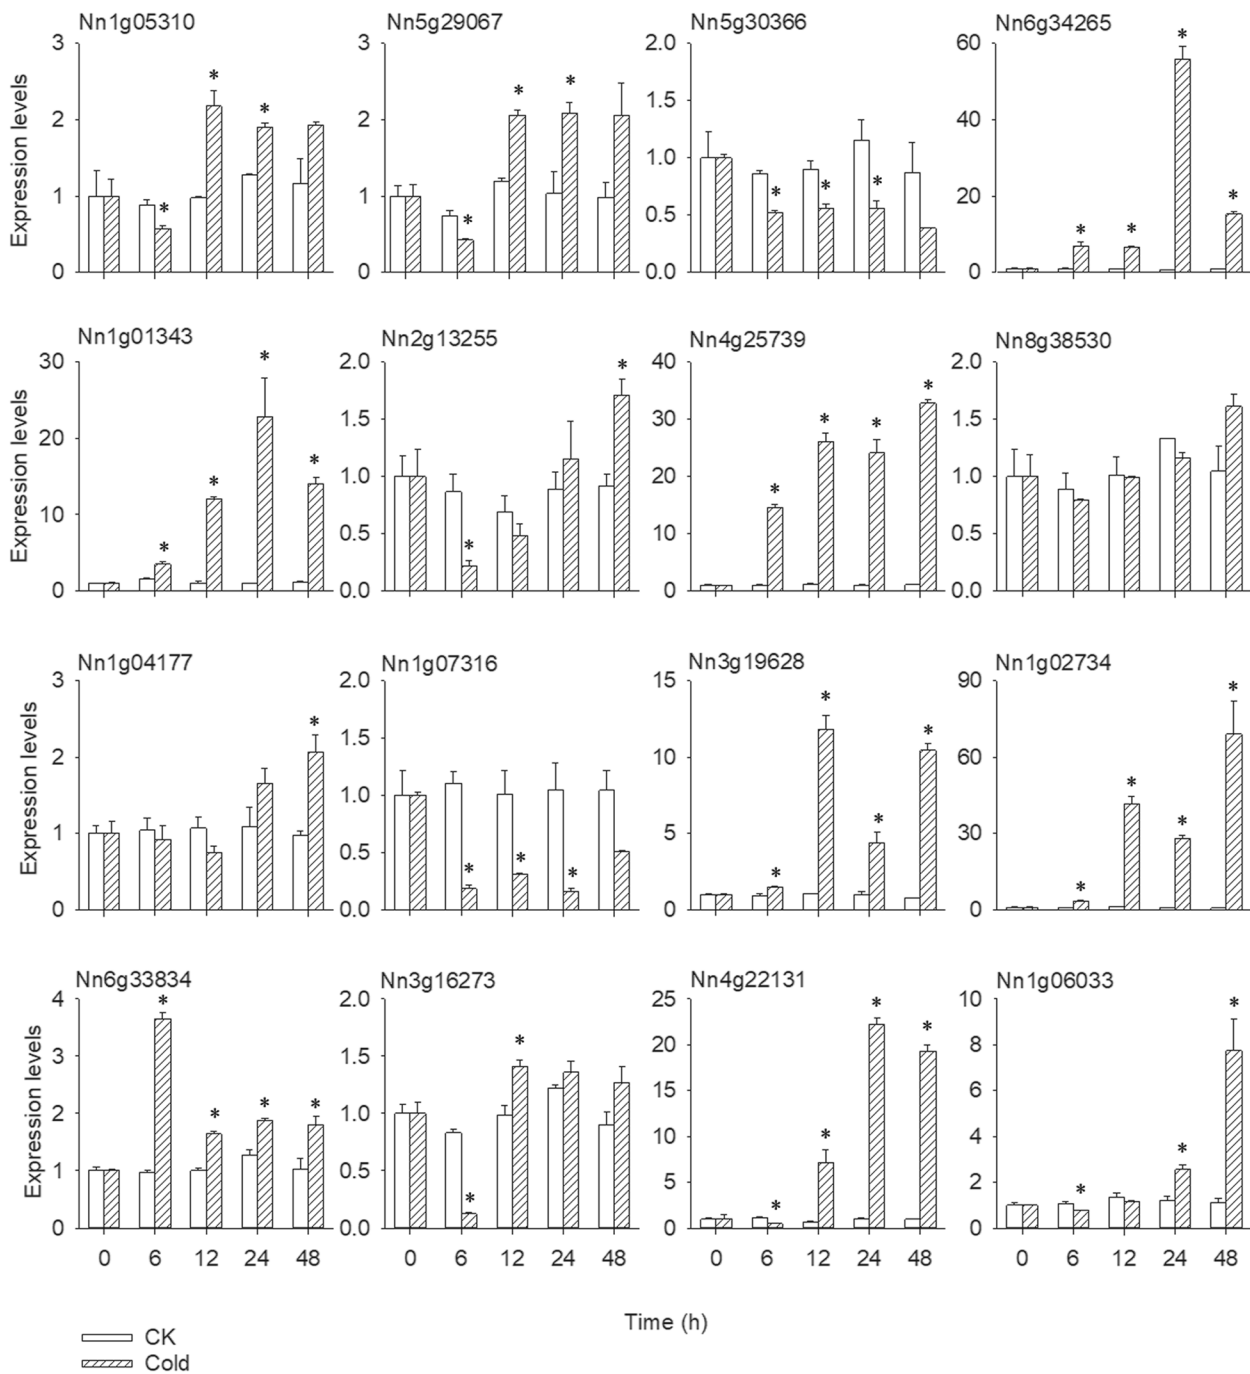 Nn1g05310 Nn5g29067 Nn5g30366 Nn6g34265
Expression levels
3 2 1 0
3 2 1 0
2.0 1.5 1.0 0.5 0.0
60 40 20 0
* * *
* * *
* * *
* * * *
Nn1g01343 Nn2g13255 Nn4g25739 Nn8g38530
Expression levels
30 20 10 0
2.0 1.5 1.0 0.5 0.0
40 30 20 10 0
2.0 1.5 1.0 0.5 0.0
* * * *
* *
* * * *
Nn1g04177 Nn1g07316 Nn3g19628 Nn1g02734
Expression levels
3 2 1 0
2.0 1.5 1.0 0.5 0.0
15 10 5 0
90 60 30 0
*
* * *
* * * *
* * * *
Nn6g33834 Nn3g16273 Nn4g22131 Nn1g06033
Expression levels
4 3 2 1 0
2.0 1.5 1.0 0.5 0.0
25 20 15 10 5 0
10 8 6 4 2 0
* * * *
* *
* * * *
* * *
0 6 12 24 48
0 6 12 24 48
0 6 12 24 48
0 6 12 24 48
Time (h)
CK
Cold